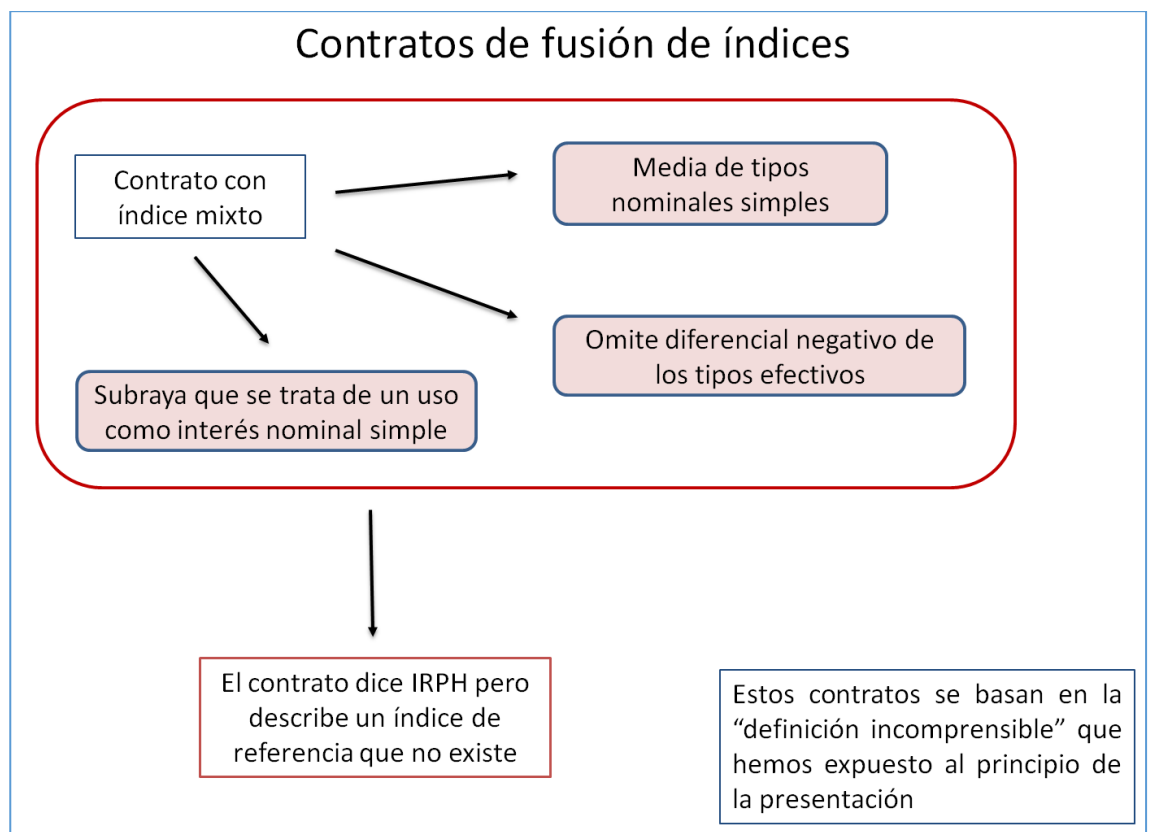 Contratos de fusión de índices
Contrato con
índice mixto
Media de tipos
nominales simples
Omite diferencial negativo de
los tipos efectivos
Subraya que se trata de un uso
como interés nominal simple
El contrato dice IRPH pero
describe un índice de
referencia que no existe
Estos contratos se basan en la
“definición incomprensible” que
hemos expuesto al principio de
la presentación